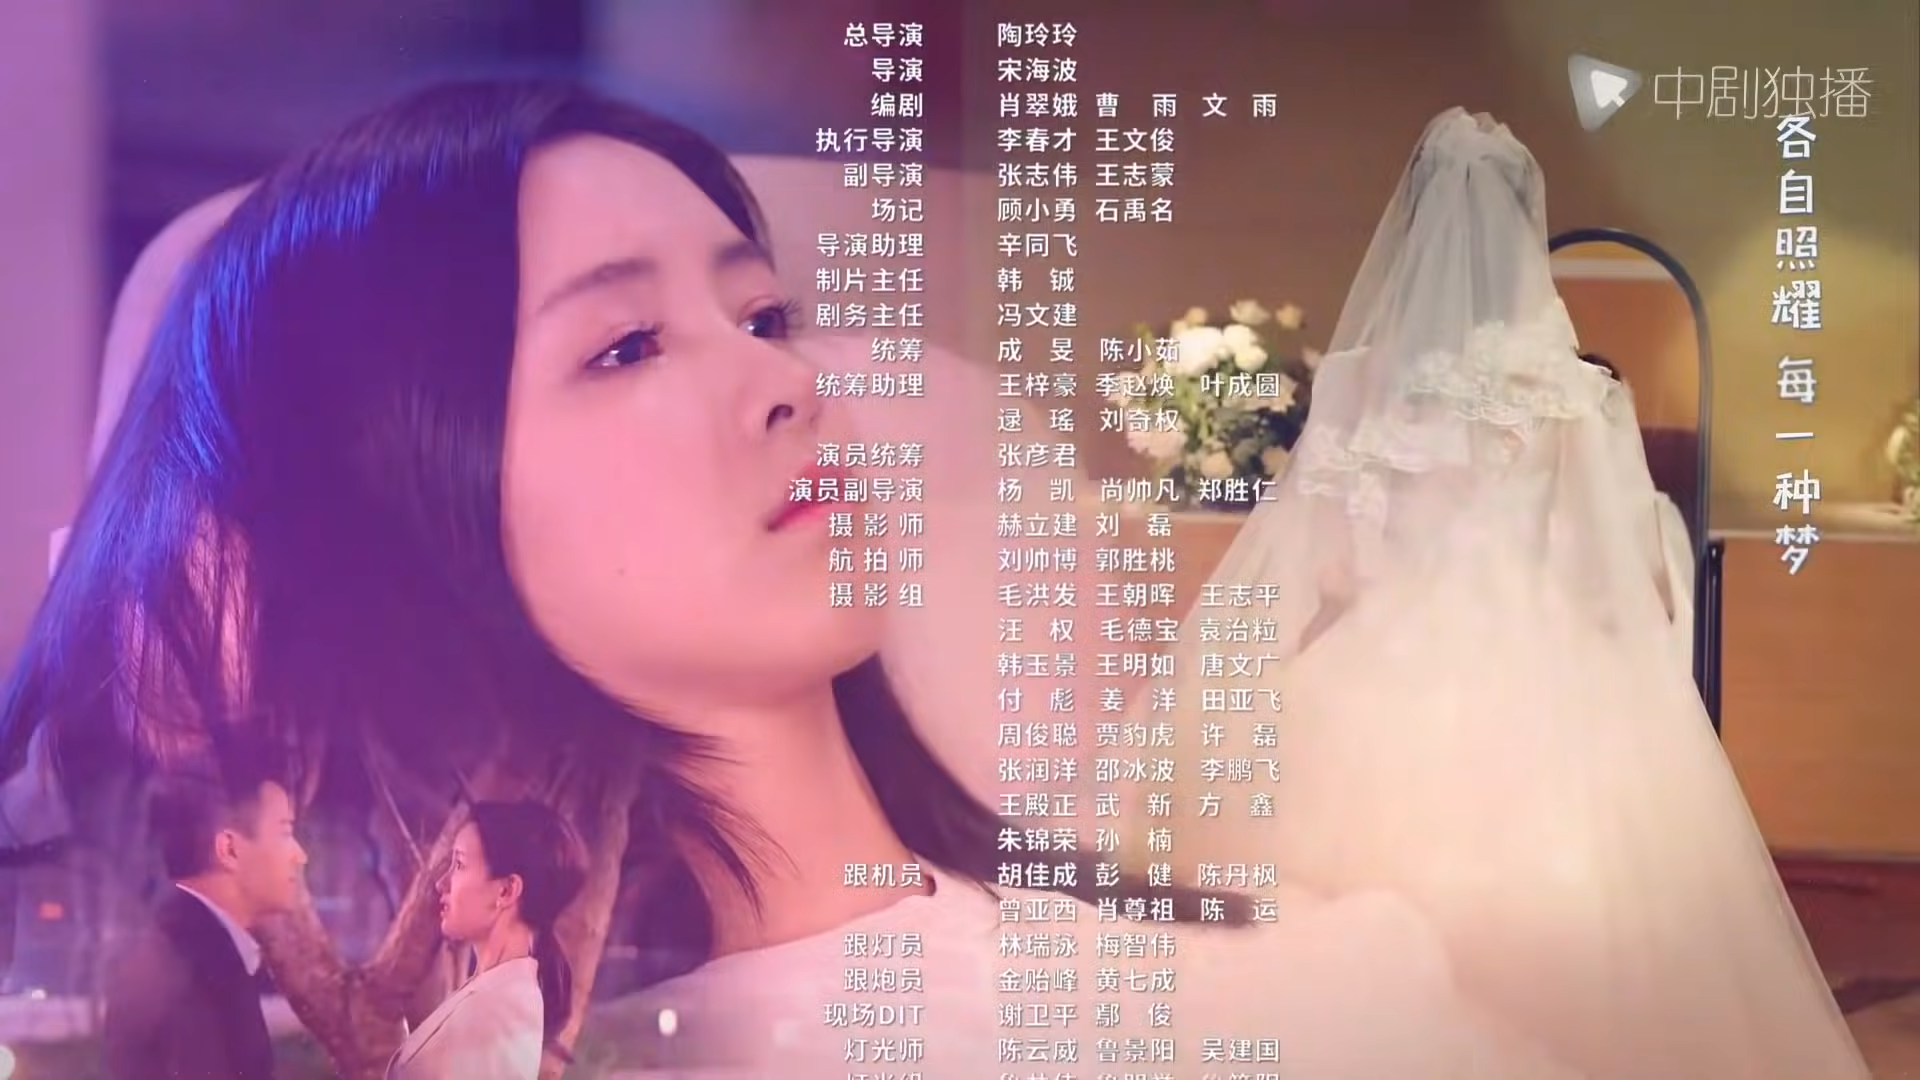 总导演 陶玲玲
导演 宋海波
编剧 肖翠娥 曹 雨 文 雨
执行导演 李春才 王文俊
副导演 张志伟 王志蒙
场记 顾小勇 石禹名
导演助理 辛同飞
制片主任 韩 铖
剧务主任 冯文建
统筹 成 旻 陈小茹
统筹助理 王梓豪 季赵焕 叶成圆
逯 瑤 刘奇权
演员统筹 张彦君
演员副导演 杨 凯 尚帅凡 郑胜仁
摄影师 赫立建 刘 磊
航拍师 刘帅博 郭胜桃
摄影组 毛洪发 王朝晖 王志平
汪 权 毛德宝 袁治粒
韩玉景 王明如 唐文广
付 彪 姜 洋 田亚飞
周俊聪 贾豹虎 许 磊
张润洋 邵冰波 李鹏飞
王殿正 武 新 方 鑫
朱锦荣 孙 楠
跟机员 胡佳成 彭 健 陈丹枫
曾亚西 肖尊祖 陈 运
跟灯员 林瑞泳 梅智伟
跟炮员 金贻峰 黄七成
现场DIT 谢卫平 鄢 俊
灯光师 陈云威 鲁景阳 吴建国
中剧独播
各自照耀 每一种梦